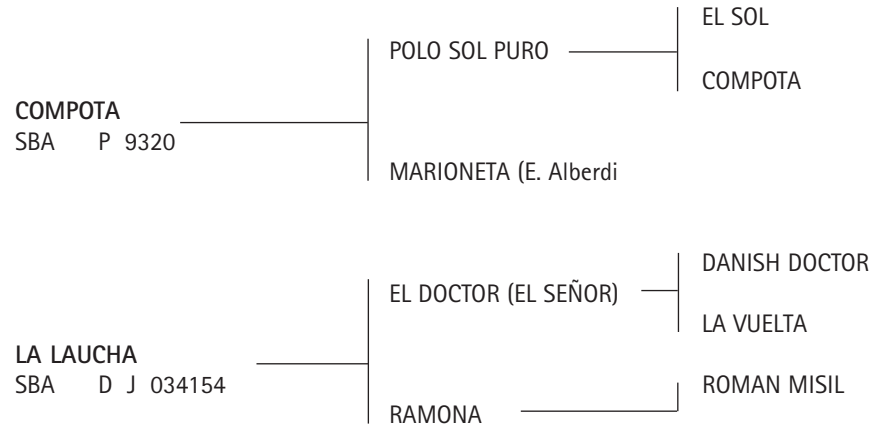 EL SOL
POLO SOL PURO
COMPOTA
COMPOTA
SBA P 9320
MARIONETA (E. Alberdi
DANISH DOCTOR
EL DOCTOR (EL SEÑOR)
LA VUELTA
LA LAUCHA
SBA D J 034154
ROMAN MISIL
RAMONA